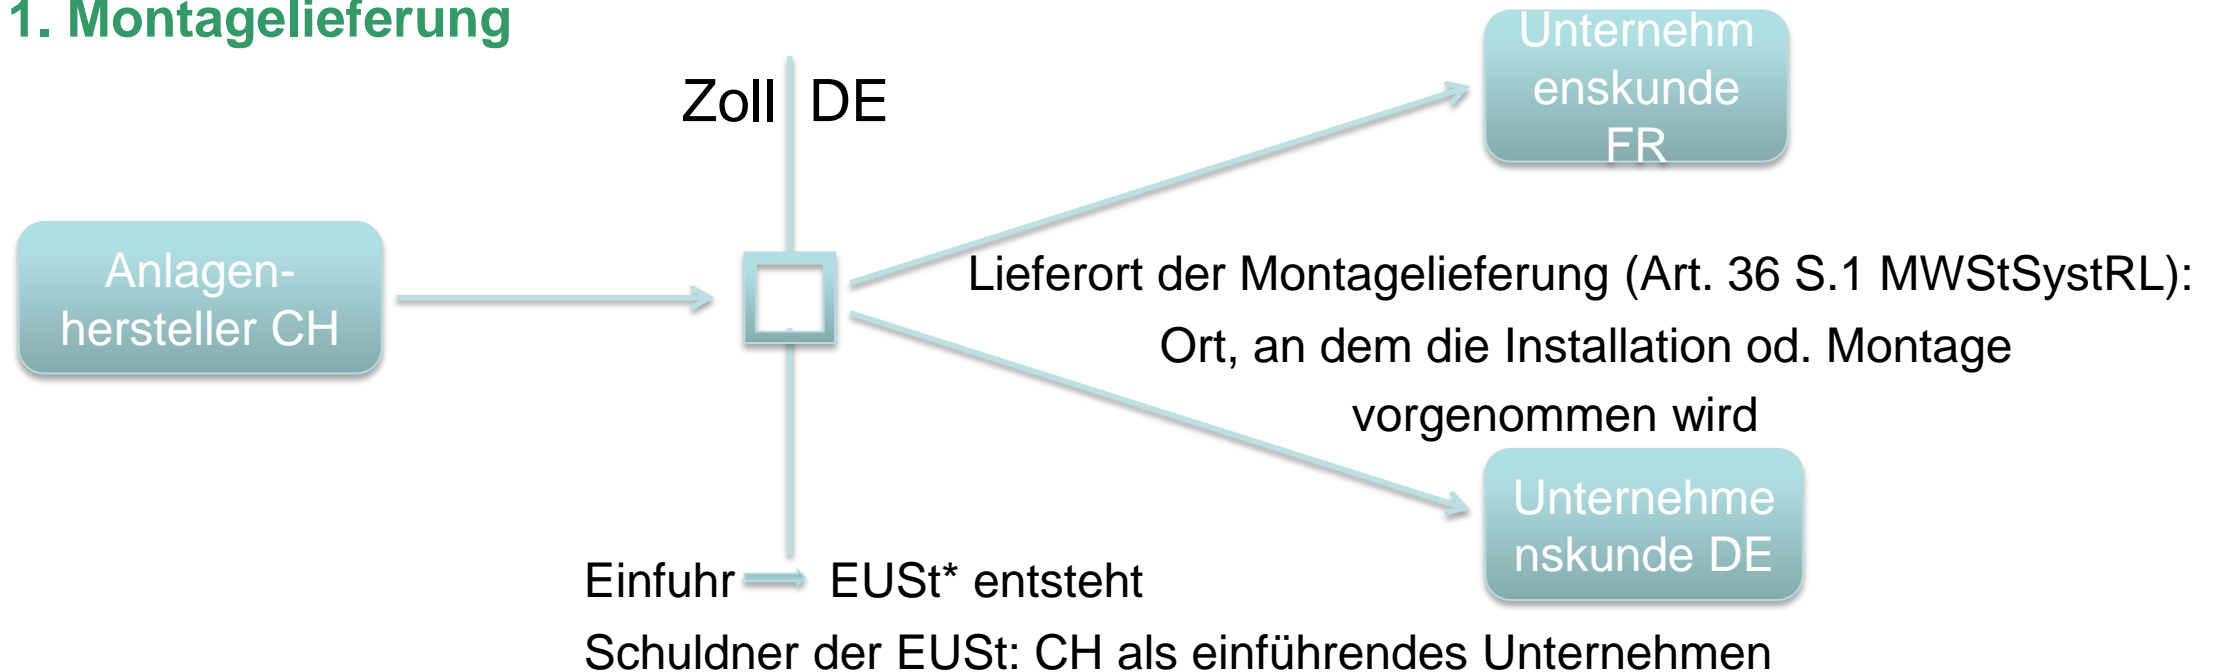 1. Montagelieferung
Unternehm
enskunde
FR
Zoll DE
Anlagen-
hersteller CH
Lieferort der Montagelieferung (Art. 36 S.1 MWStSystRL):
Ort, an dem die Installation od. Montage
vorgenommen wird
Unternehme
nskunde DE
Einfuhr EUSt* entsteht
Schuldner der EUSt: CH als einführendes Unternehmen